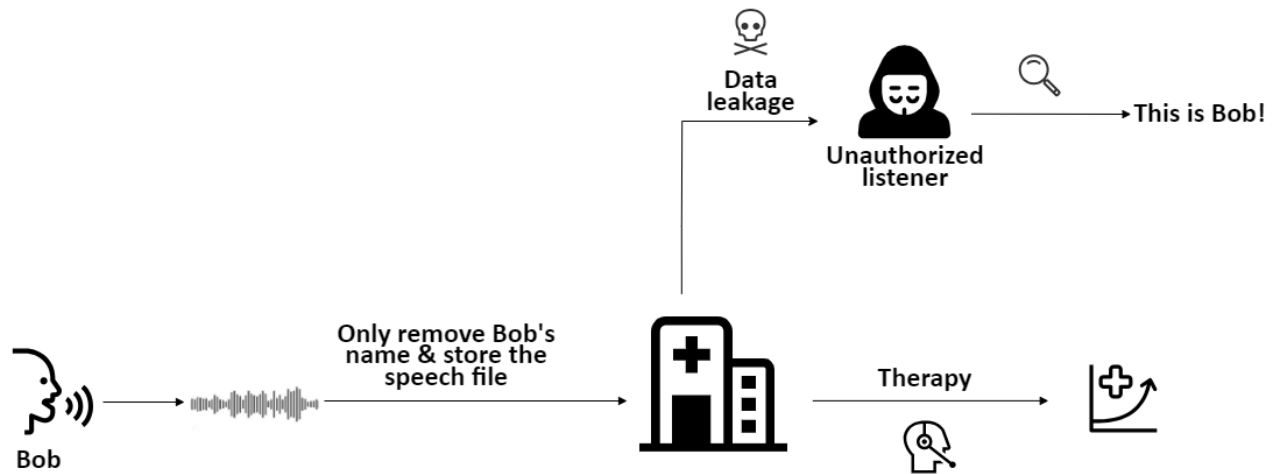 Data
leakage
Unauthorized
listener
This is Bob!
Only remove Bob's
name & store the
speech file
Therapy
Bob